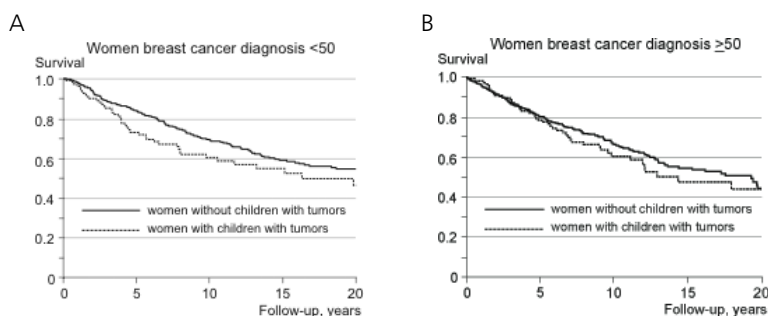 A
Women breast cancer diagnosis <50
Survival
1.0
0.8
0.6
0.4
0.2
0
women without children with tumors
women with children with tumors
0 5 10 15 20
Follow-up, years
B
Women breast cancer diagnosis ≥50
Survival
1.0
0.8
0.6
0.4
0.2
0
women without children with tumors
women with children with tumors
0 5 10 15 20
Follow-up, years